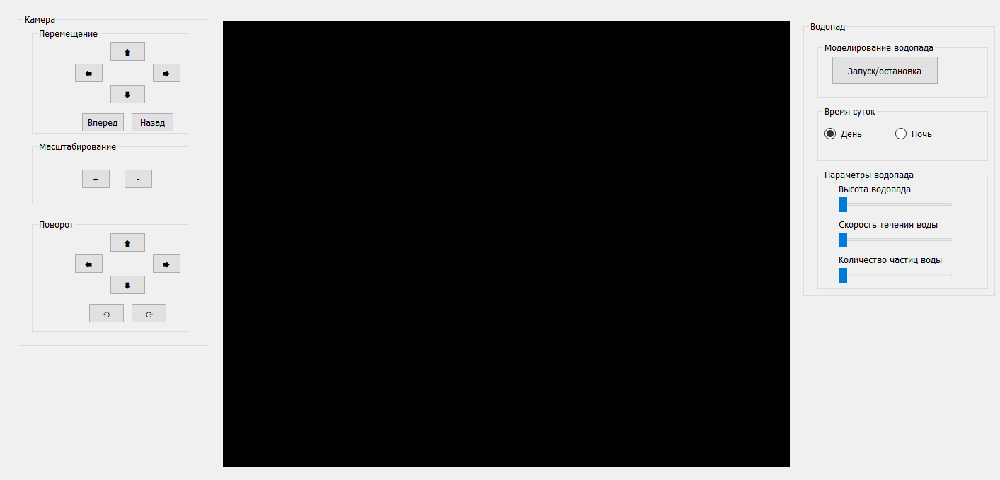 Камера
Перемещение
🡅
🡄 🡆
🡇
Вперед Назад
Масштабирование
+ -
Поворот
🡅
🡄 🡆
🡇
⟲ ⟳
Водопад
Моделирование водопада
Запуск/остановка
Время суток
День Ночь
Параметры водопада
Высота водопада
Скорость течения воды
Количество частиц воды